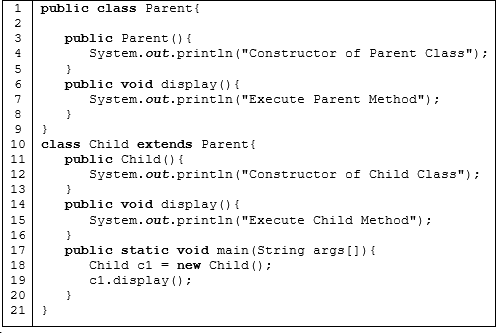 1 public class Parent{
2
3 public Parent(){
4 System.out.println("Constructor of Parent Class");
5 }
6 public void display(){
7 System.out.println("Execute Parent Method");
8 }
9 }
10 class Child extends Parent{
11 public Child(){
12 System.out.println("Constructor of Child Class");
13 }
14 public void display(){
15 System.out.println("Execute Child Method");
16 }
17 public static void main(String args[]){
18 Child c1 = new Child();
19 c1.display();
20 }
21 }